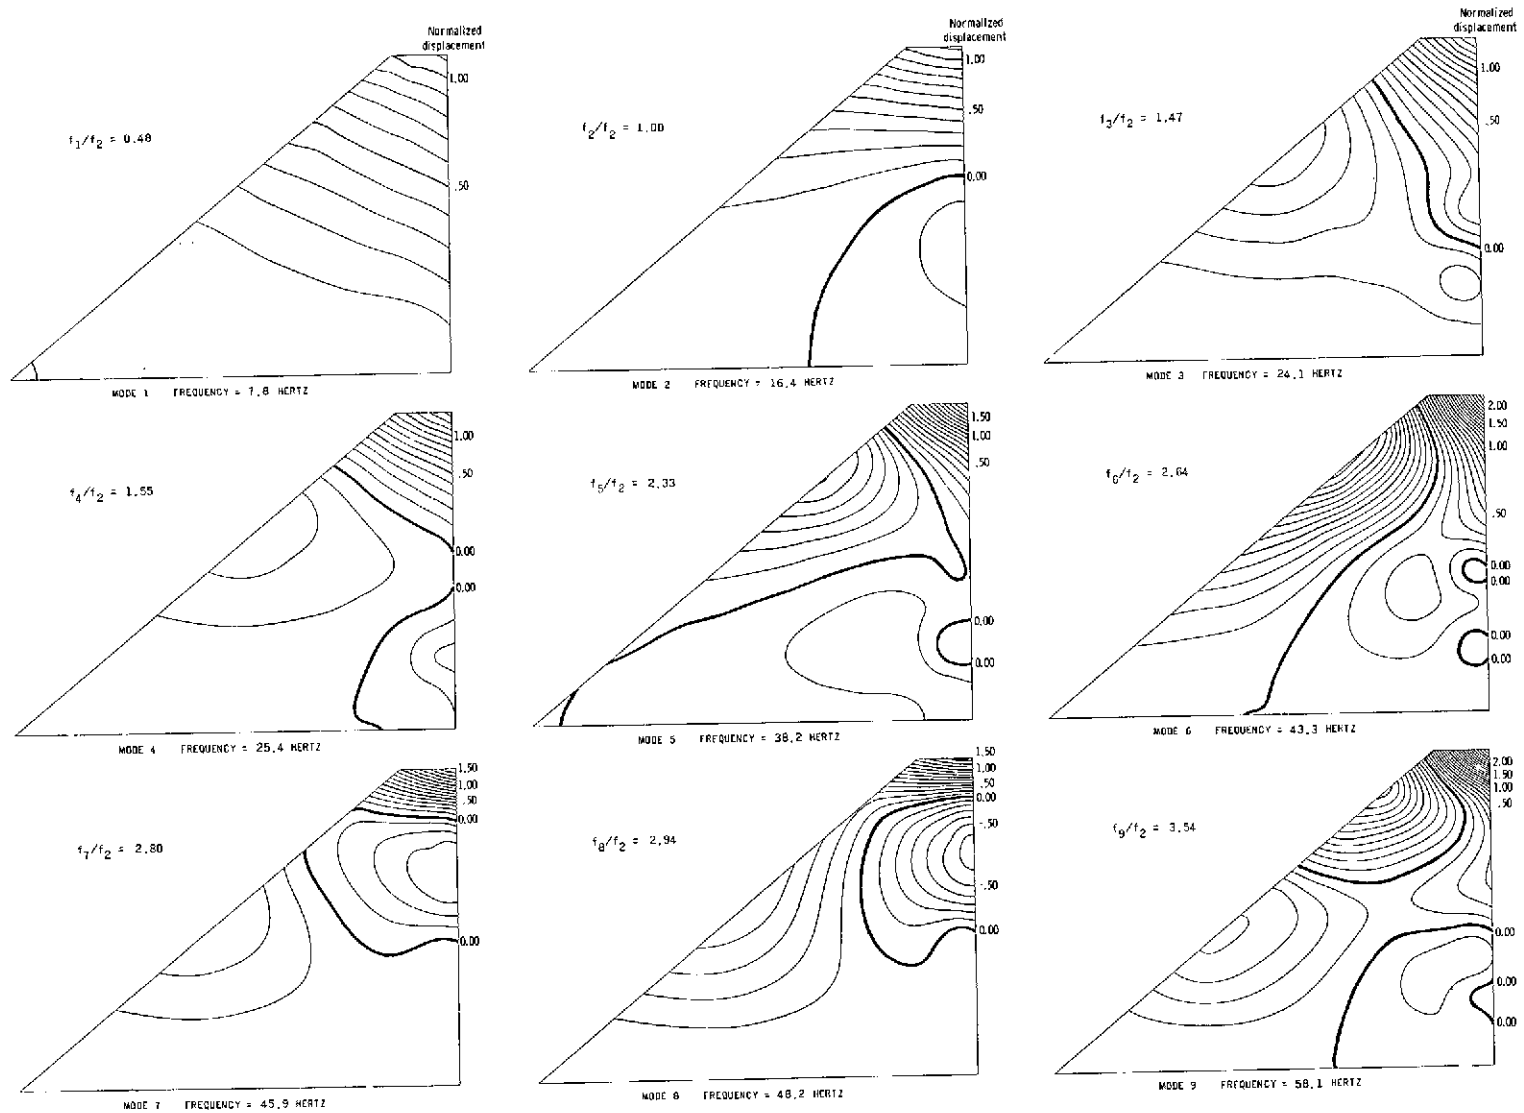 Normalized
displacement
1.00
.50
f1/f2 = 0.48
MODE 1 FREQUENCY = 7.8 HERTZ
Normalized
displacement
1.00
.50
0.00
f2/f2 = 1.00
MODE 2 FREQUENCY = 16.4 HERTZ
Normalized
displacement
1.00
.50
0.00
f3/f2 = 1.47
MODE 3 FREQUENCY = 24.1 HERTZ
1.00
.50
0.00
0.00
f4/f2 = 1.55
MODE 4 FREQUENCY = 25.4 HERTZ
1.50
1.00
.50
0.00
0.00
f5/f2 = 2.33
MODE 5 FREQUENCY = 38.2 HERTZ
2.00
1.50
1.00
.50
0.00
0.00
0.00
0.00
f6/f2 = 2.64
MODE 6 FREQUENCY = 43.3 HERTZ
1.50
1.00
.50
0.00
0.00
f7/f2 = 2.80
MODE 7 FREQUENCY = 45.9 HERTZ
1.50
1.00
.50
0.00
-.50
-.50
0.00
f8/f2 = 2.94
MODE 8 FREQUENCY = 48.2 HERTZ
2.00
1.50
1.00
.50
0.00
0.00
0.00
f9/f2 = 3.54
MODE 9 FREQUENCY = 58.1 HERTZ